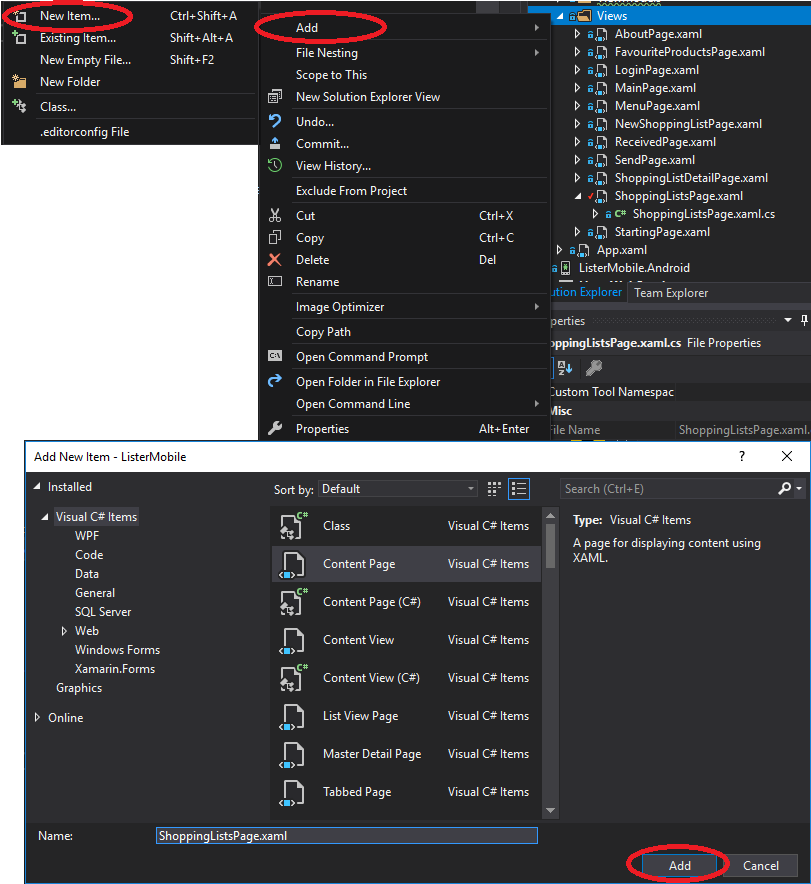 New Item... Ctrl+Shift+A
Existing Item... Shift+Alt+A
New Empty File... Shift+F2
New Folder
Class...
.editorconfig File
Add
File Nesting
Scope to This
New Solution Explorer View
Undo...
Commit...
View History...
Exclude From Project
Cut Ctrl+X
Copy Ctrl+C
Delete Del
Rename
Image Optimizer
Copy Path
Open Command Prompt
Open Folder in File Explorer
Open Command Line
Properties Alt+Enter
Views
AboutPage.xaml
FavouriteProductsPage.xaml
LoginPage.xaml
MainPage.xaml
MenuPage.xaml
NewShoppingListPage.xaml
ReceivedPage.xaml
SendPage.xaml
ShoppingListDetailPage.xaml
ShoppingListsPage.xaml
C# ShoppingListsPage.xaml.cs
StartingPage.xaml
App.xaml
ListerMobile.Android
ution Explorer Team Explorer
perties
oppingListsPage.xaml.cs File Properties
Custom Tool Namespac
Misc
File Name ShoppingListsPage.xaml.
Add New Item - ListerMobile ?
Installed
Sort by: Default
Search (Ctrl+E)
Visual C# Items
WPF
Code
Data
General
SQL Server
Web
Windows Forms
Xamarin.Forms
Graphics
Online
C# Class Visual C# Items
Content Page Visual C# Items
C# Content Page (C#) Visual C# Items
Content View Visual C# Items
C# Content View (C#) Visual C# Items
List View Page Visual C# Items
Master Detail Page Visual C# Items
Tabbed Page Visual C# Items
Type: Visual C# Items
A page for displaying content using
XAML.
Name: ShoppingListsPage.xaml
Add Cancel